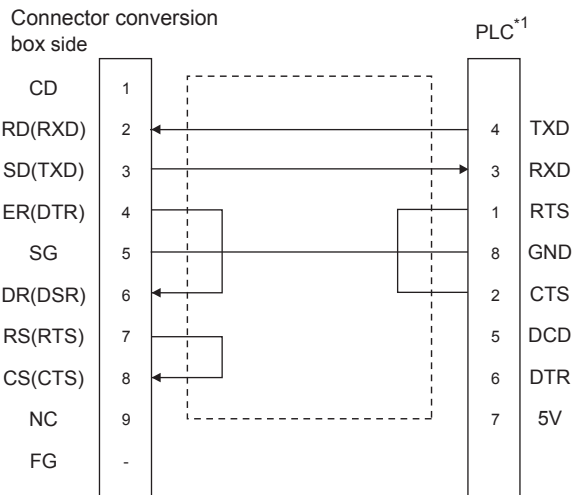 Connector conversion
box side
PLC*1
CD 1
RD(RXD) 2 4 TXD
SD(TXD) 3 3 RXD
ER(DTR) 4 1 RTS
SG 5 8 GND
DR(DSR) 6 2 CTS
RS(RTS) 7 5 DCD
CS(CTS) 8 6 DTR
NC 9 7 5V
FG -